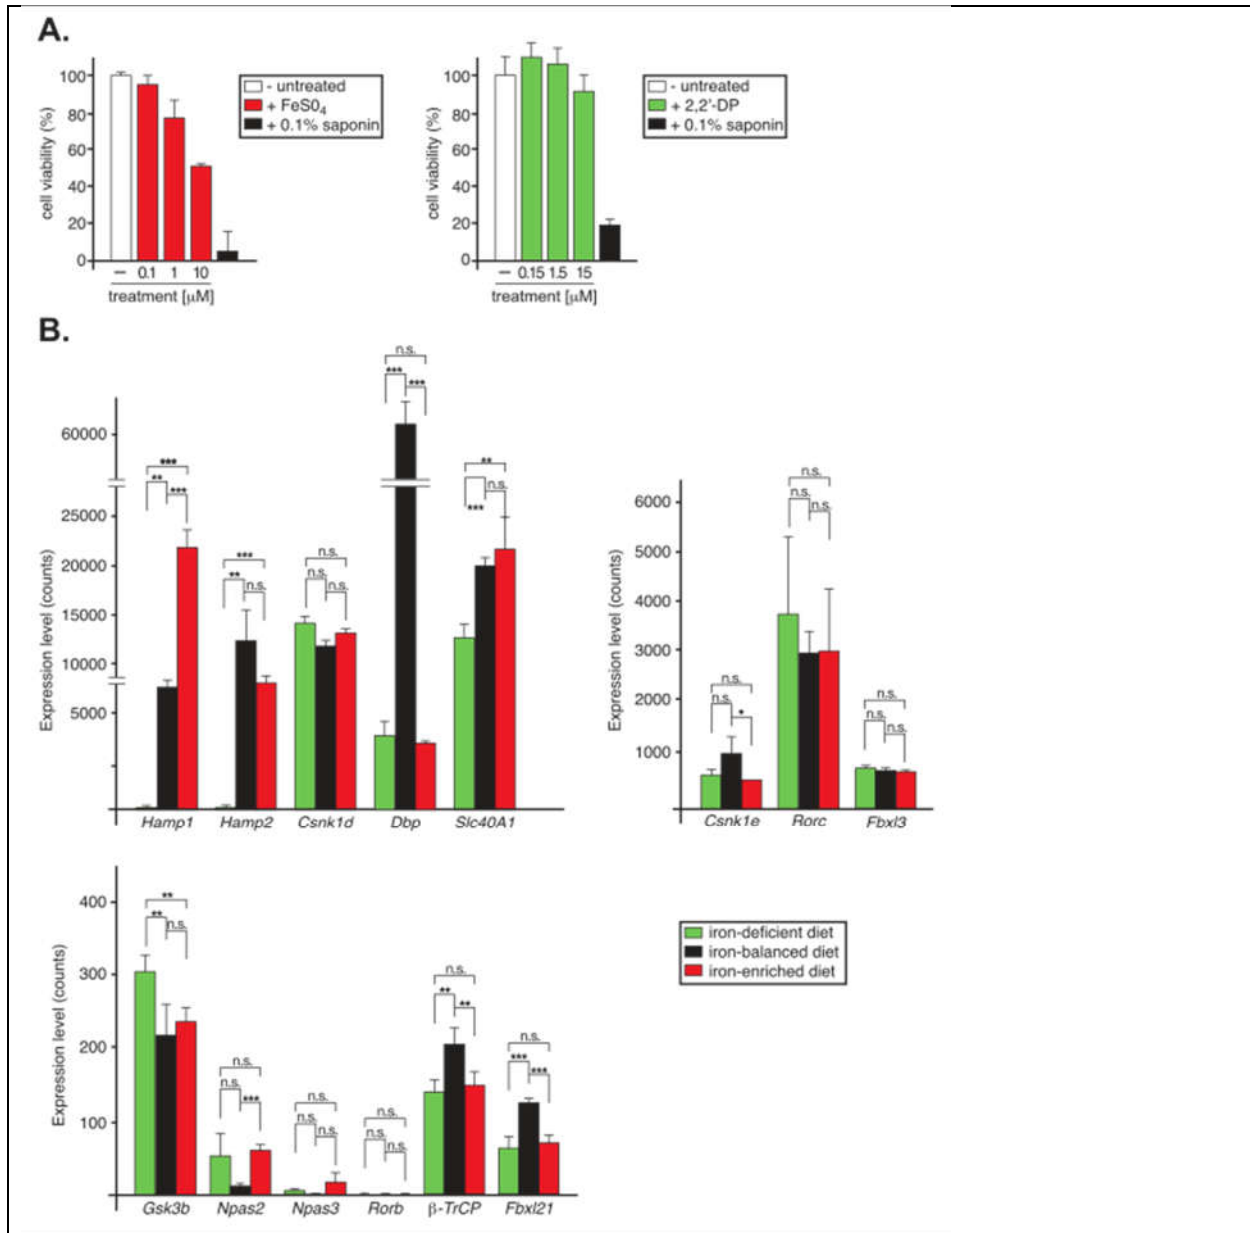 A.
cell viability (%)
100
80
60
40
20
0
– 0.1 1 10
treatment [µM]
- untreated
+ FeS0₄
+ 0.1% saponin
cell viability (%)
100
80
60
40
20
0
– 0.15 1.5 15
treatment [µM]
- untreated
+ 2,2'-DP
+ 0.1% saponin
B.
Expression level (counts)
60000
25000
20000
15000
10000
5000
***
**
***
***
**
n.s.
n.s.
n.s.
n.s.
n.s.
***
***
**
n.s.
***
Hamp1 Hamp2 Csnk1d Dbp Slc40A1
Expression level (counts)
6000
5000
4000
3000
2000
1000
n.s.
n.s.
*
n.s.
n.s.
n.s.
n.s.
n.s.
n.s.
Csnk1e Rorc Fbxl3
Expression level (counts)
400
300
200
100
**
**
n.s.
n.s.
n.s.
***
n.s.
n.s.
n.s.
n.s.
n.s.
n.s.
n.s.
**
**
n.s.
***
***
Gsk3b Npas2 Npas3 Rorb β-TrCP Fbxl21
iron-deficient diet
iron-balanced diet
iron-enriched diet